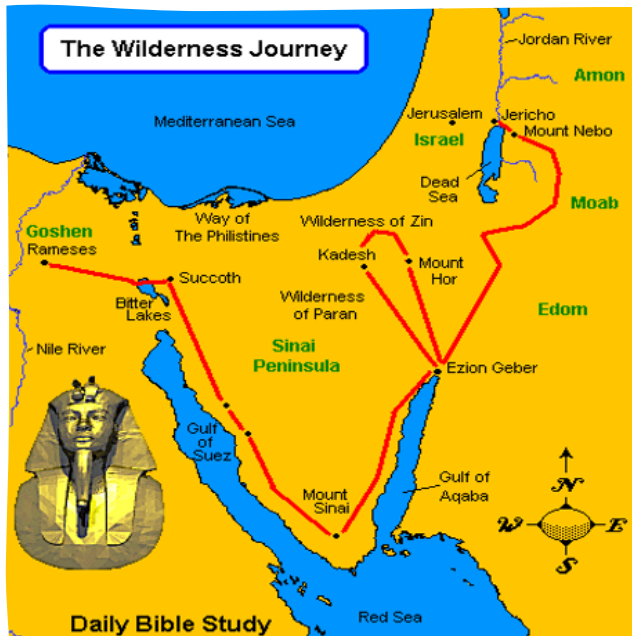 The Wilderness Journey
Jordan River
Amon
Mediterranean Sea
Jerusalem
Jericho
Israel
Mount Nebo
Dead
Sea
Way of
The Philistines
Wilderness of Zin
Moab
Goshen
Rameses
Kadesh
Mount
Hor
Succoth
Bitter
Lakes
Wilderness
of Paran
Edom
Nile River
Sinai
Peninsula
Ezion Geber
Gulf
of
Suez
Mount
Sinai
Gulf of
Aqaba
N
W
E
S
Red Sea
Daily Bible Study